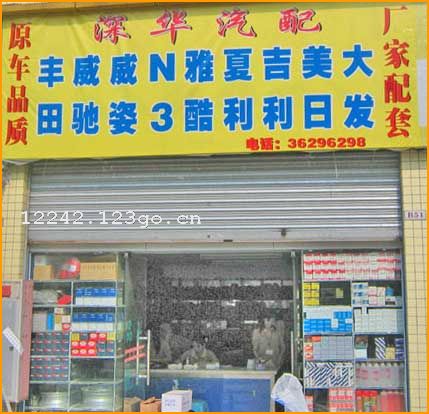 深华汽配
原车品质
丰威威N雅夏吉美大
田驰姿3酷利利日发
厂家配套
电话：36296298
12242.123go.cn
B51